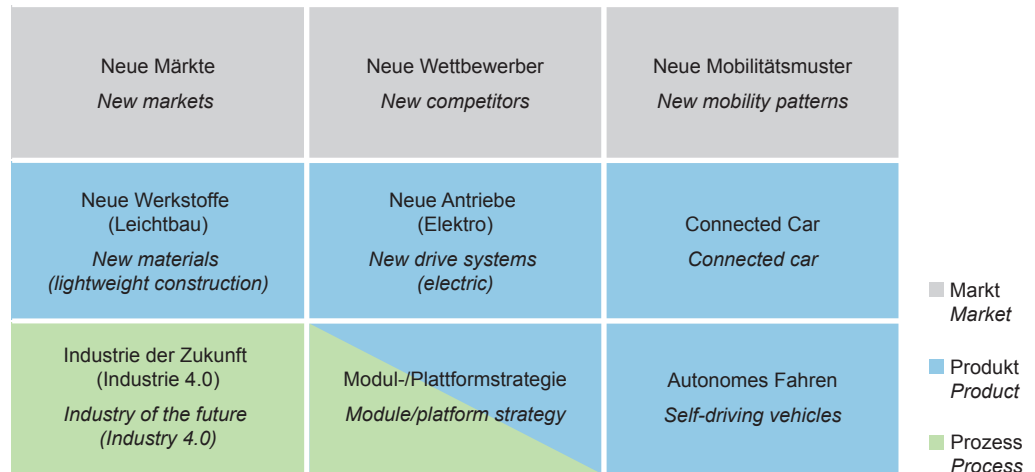 Neue Märkte
New markets
Neue Wettbewerber
New competitors
Neue Mobilitätsmuster
New mobility patterns
Neue Werkstoffe
(Leichtbau)
New materials
(lightweight construction)
Neue Antriebe
(Elektro)
New drive systems
(electric)
Connected Car
Connected car
Industrie der Zukunft
(Industrie 4.0)
Industry of the future
(Industry 4.0)
Modul-/Plattformstrategie
Module/platform strategy
Autonomes Fahren
Self-driving vehicles
Markt
Market
Produkt
Product
Prozess
Process